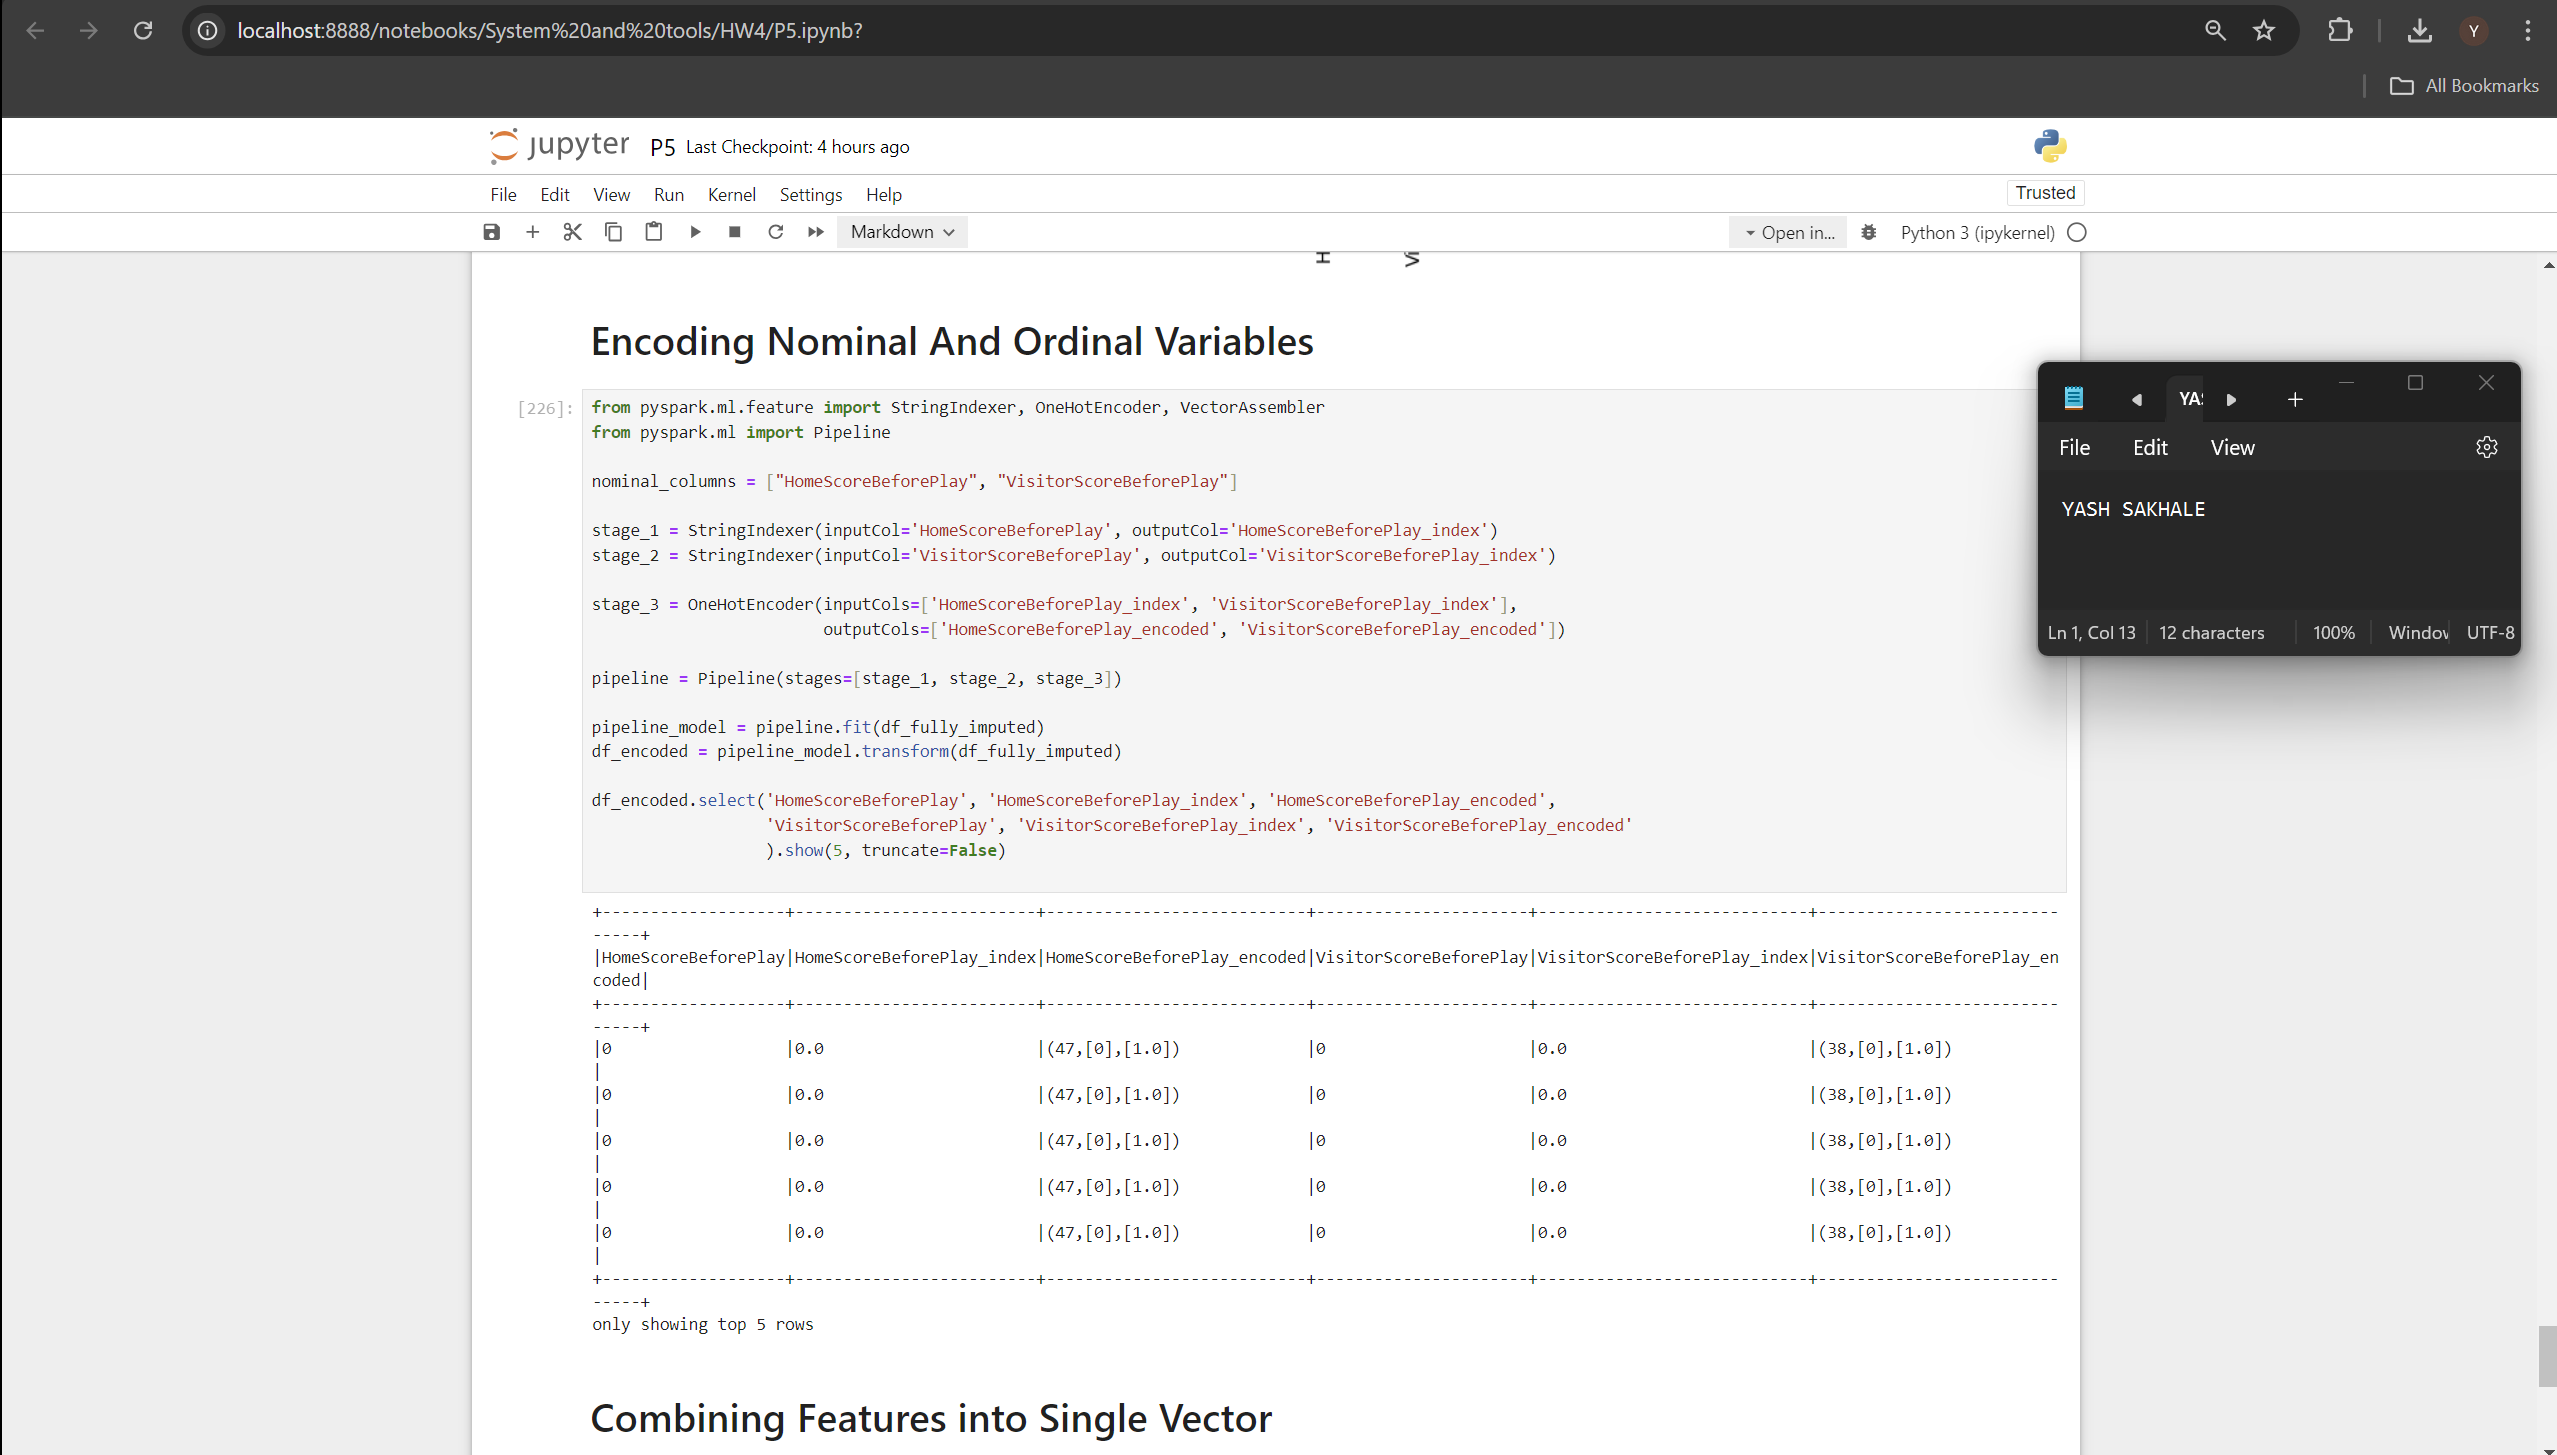 localhost:8888/notebooks/System%20and%20tools/HW4/P5.ipynb?
Y
All Bookmarks
jupyter P5 Last Checkpoint: 4 hours ago
File Edit View Run Kernel Settings Help
Trusted
Markdown
Open in...
Python 3 (ipykernel)
H
Encoding Nominal And Ordinal Variables
[226]:
from pyspark.ml.feature import StringIndexer, OneHotEncoder, VectorAssembler
from pyspark.ml import Pipeline
nominal_columns = ["HomeScoreBeforePlay", "VisitorScoreBeforePlay"]
stage_1 = StringIndexer(inputCol='HomeScoreBeforePlay', outputCol='HomeScoreBeforePlay_index')
stage_2 = StringIndexer(inputCol='VisitorScoreBeforePlay', outputCol='VisitorScoreBeforePlay_index')
stage_3 = OneHotEncoder(inputCols=['HomeScoreBeforePlay_index', 'VisitorScoreBeforePlay_index'],
outputCols=['HomeScoreBeforePlay_encoded', 'VisitorScoreBeforePlay_encoded'])
pipeline = Pipeline(stages=[stage_1, stage_2, stage_3])
pipeline_model = pipeline.fit(df_fully_imputed)
df_encoded = pipeline_model.transform(df_fully_imputed)
df_encoded.select('HomeScoreBeforePlay', 'HomeScoreBeforePlay_index', 'HomeScoreBeforePlay_encoded',
'VisitorScoreBeforePlay', 'VisitorScoreBeforePlay_index', 'VisitorScoreBeforePlay_encoded'
).show(5, truncate=False)
+-------------------+-------------------------+---------------------------+----------------------+----------------------------+-------------------------
-----+
|HomeScoreBeforePlay|HomeScoreBeforePlay_index|HomeScoreBeforePlay_encoded|VisitorScoreBeforePlay|VisitorScoreBeforePlay_index|VisitorScoreBeforePlay_en
coded|
+-------------------+-------------------------+---------------------------+----------------------+----------------------------+-------------------------
-----+
|0 |0.0 |(47,[0],[1.0]) |0 |0.0 |(38,[0],[1.0])
|
|0 |0.0 |(47,[0],[1.0]) |0 |0.0 |(38,[0],[1.0])
|
|0 |0.0 |(47,[0],[1.0]) |0 |0.0 |(38,[0],[1.0])
|
|0 |0.0 |(47,[0],[1.0]) |0 |0.0 |(38,[0],[1.0])
|
|0 |0.0 |(47,[0],[1.0]) |0 |0.0 |(38,[0],[1.0])
|
+-------------------+-------------------------+---------------------------+----------------------+----------------------------+-------------------------
-----+
only showing top 5 rows
Combining Features into Single Vector
YAS
File Edit View
YASH SAKHALE
Ln 1, Col 13 12 characters 100% Window UTF-8